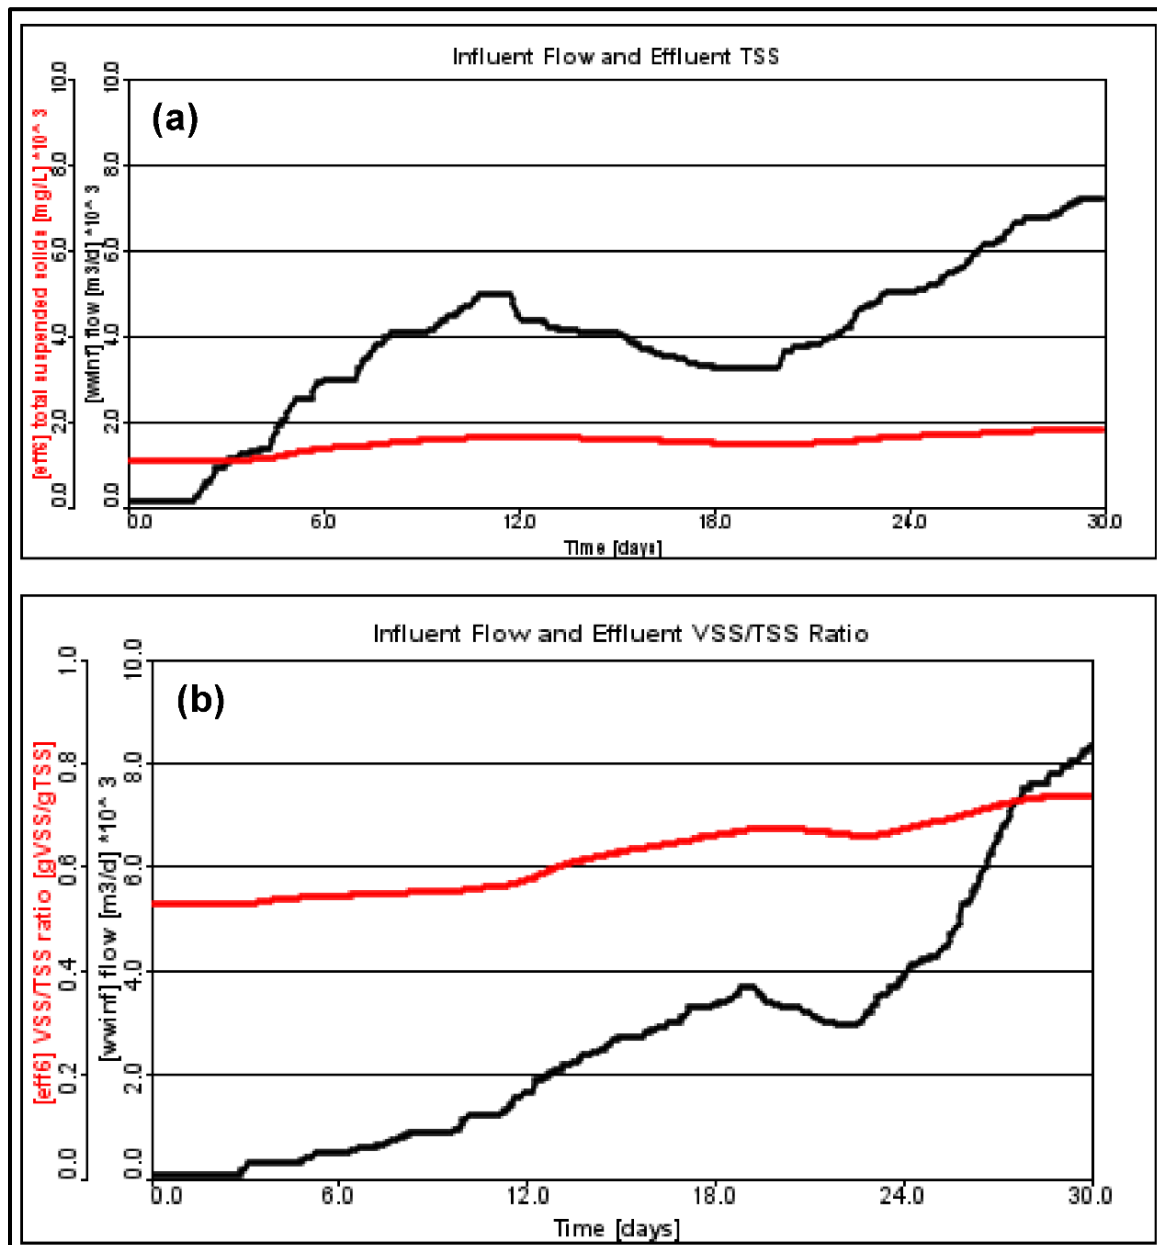 Influent Flow and Effluent TSS
(a)
[eff6] total suspended solids [mg/L] *10^ 3
[wwinf] flow [m3/d] *10^ 3
10.0
8.0
6.0
4.0
2.0
0.0
10.0
8.0
6.0
4.0
2.0
0.0
0.0 6.0 12.0 18.0 24.0 30.0
Time [days]
Influent Flow and Effluent VSS/TSS Ratio
(b)
[eff6] VSS/TSS ratio [gVSS/gTSS]
[wwinf] flow [m3/d] *10^ 3
1.0
0.8
0.6
0.4
0.2
0.0
10.0
8.0
6.0
4.0
2.0
0.0
0.0 6.0 12.0 18.0 24.0 30.0
Time [days]